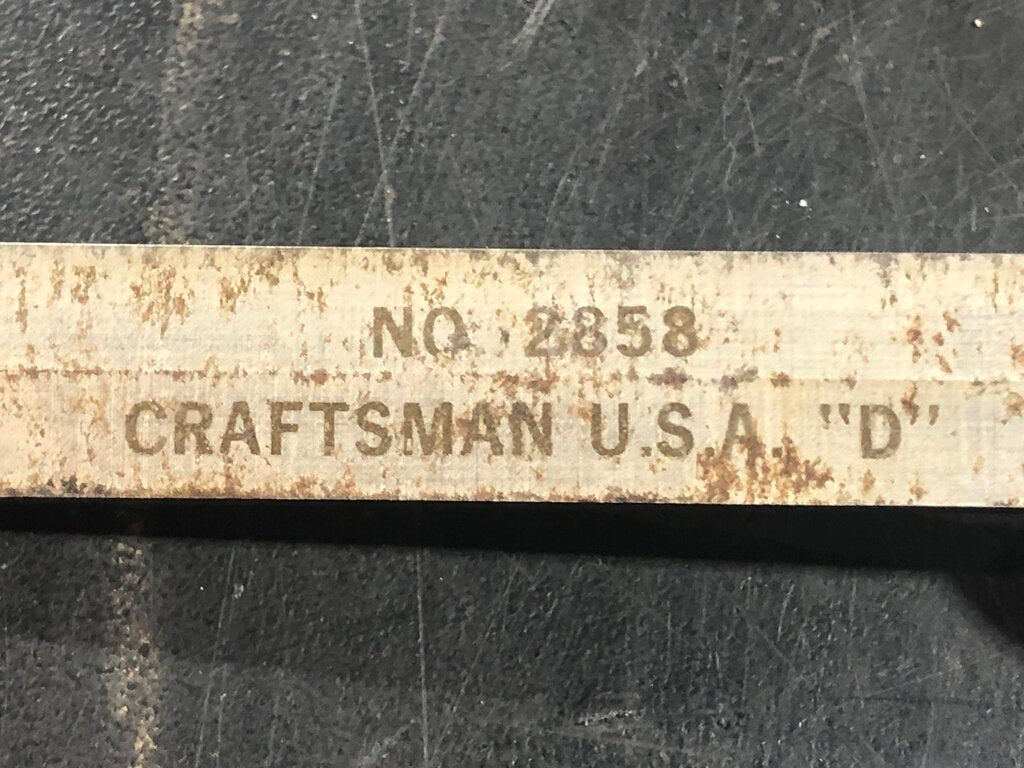 NO 2858
CRAFTSMAN U.S.A. "D"